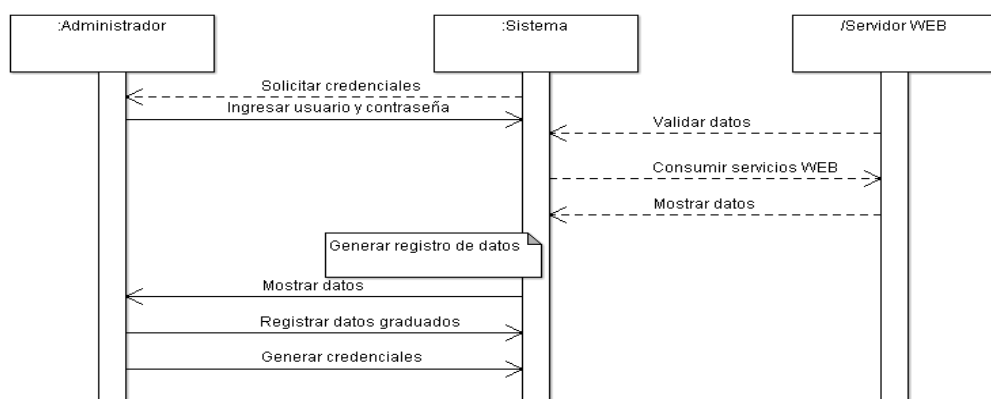 :Administrador
:Sistema
/Servidor WEB
Solicitar credenciales
Ingresar usuario y contraseña
Validar datos
Consumir servicios WEB
Mostrar datos
Generar registro de datos
Mostrar datos
Registrar datos graduados
Generar credenciales